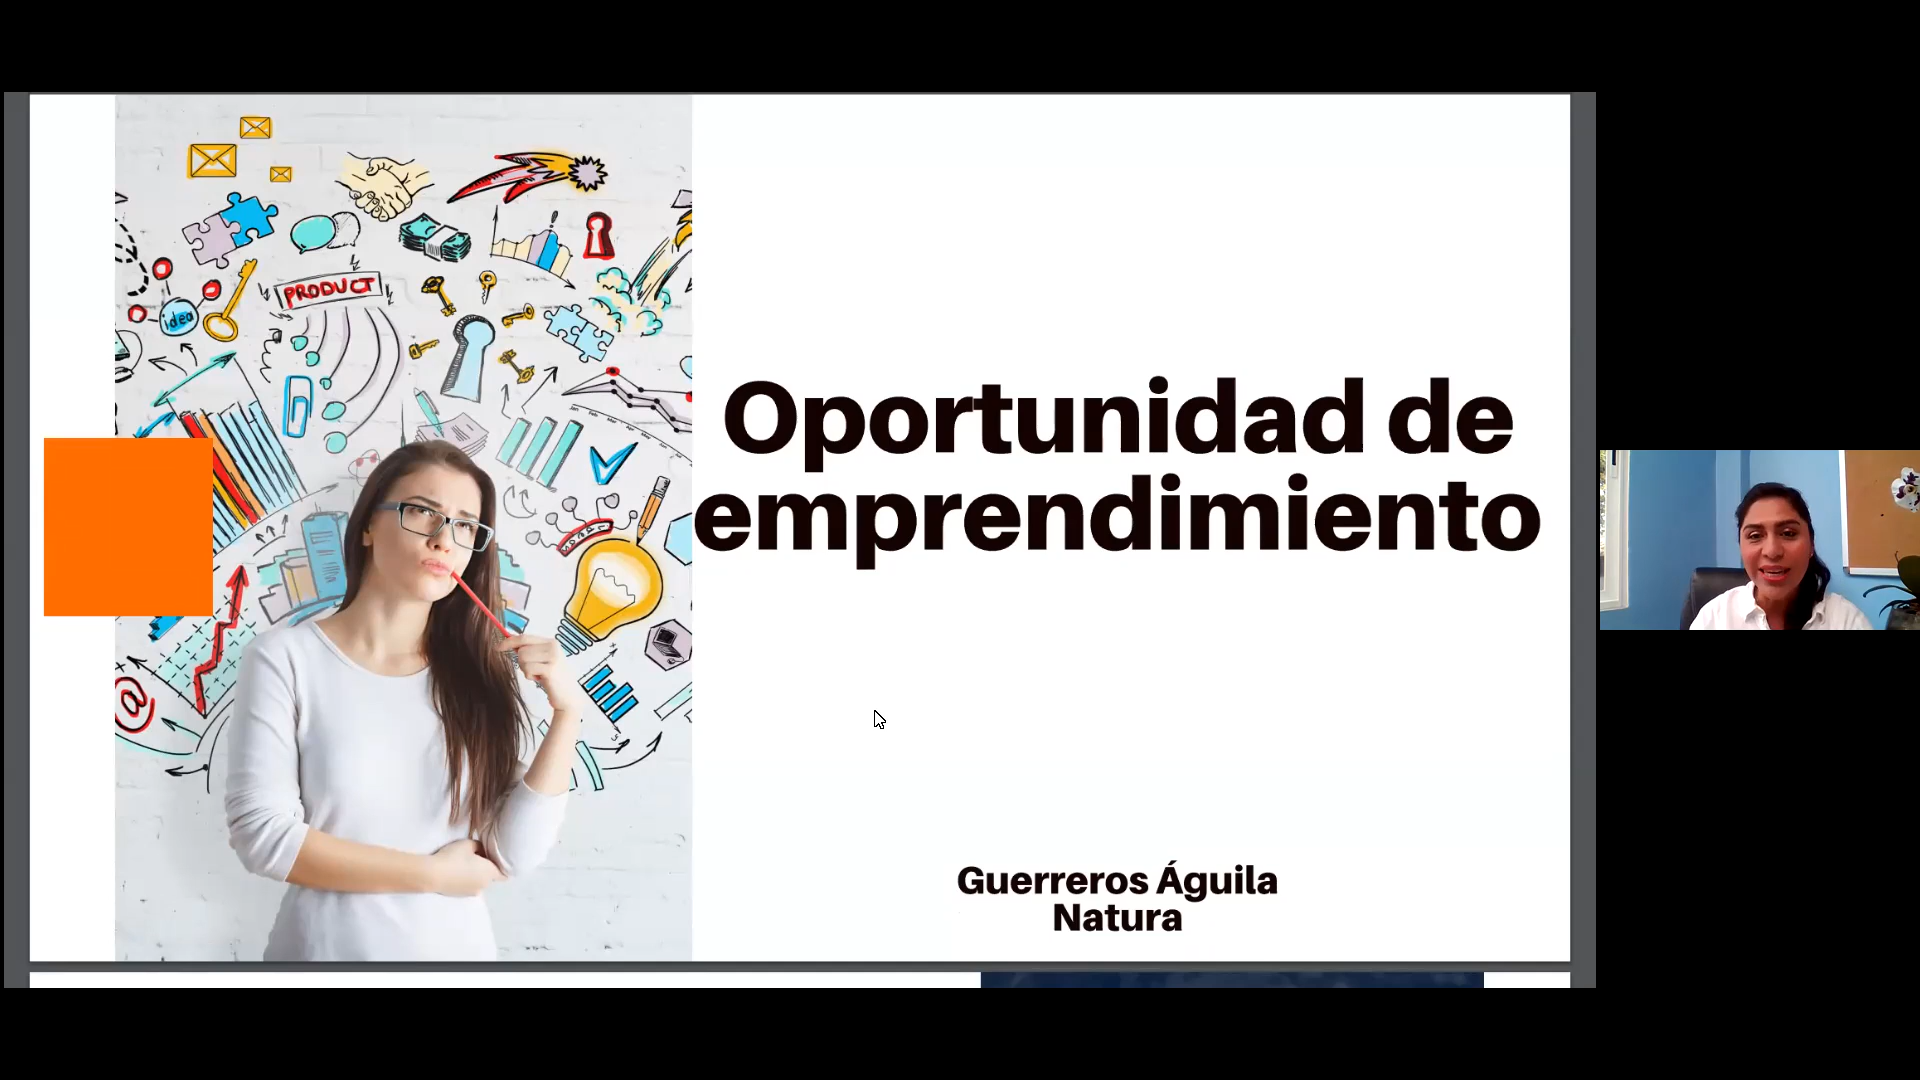 PRODUCT
idea
@
Oportunidad de
emprendimiento
Guerreros Águila
Natura